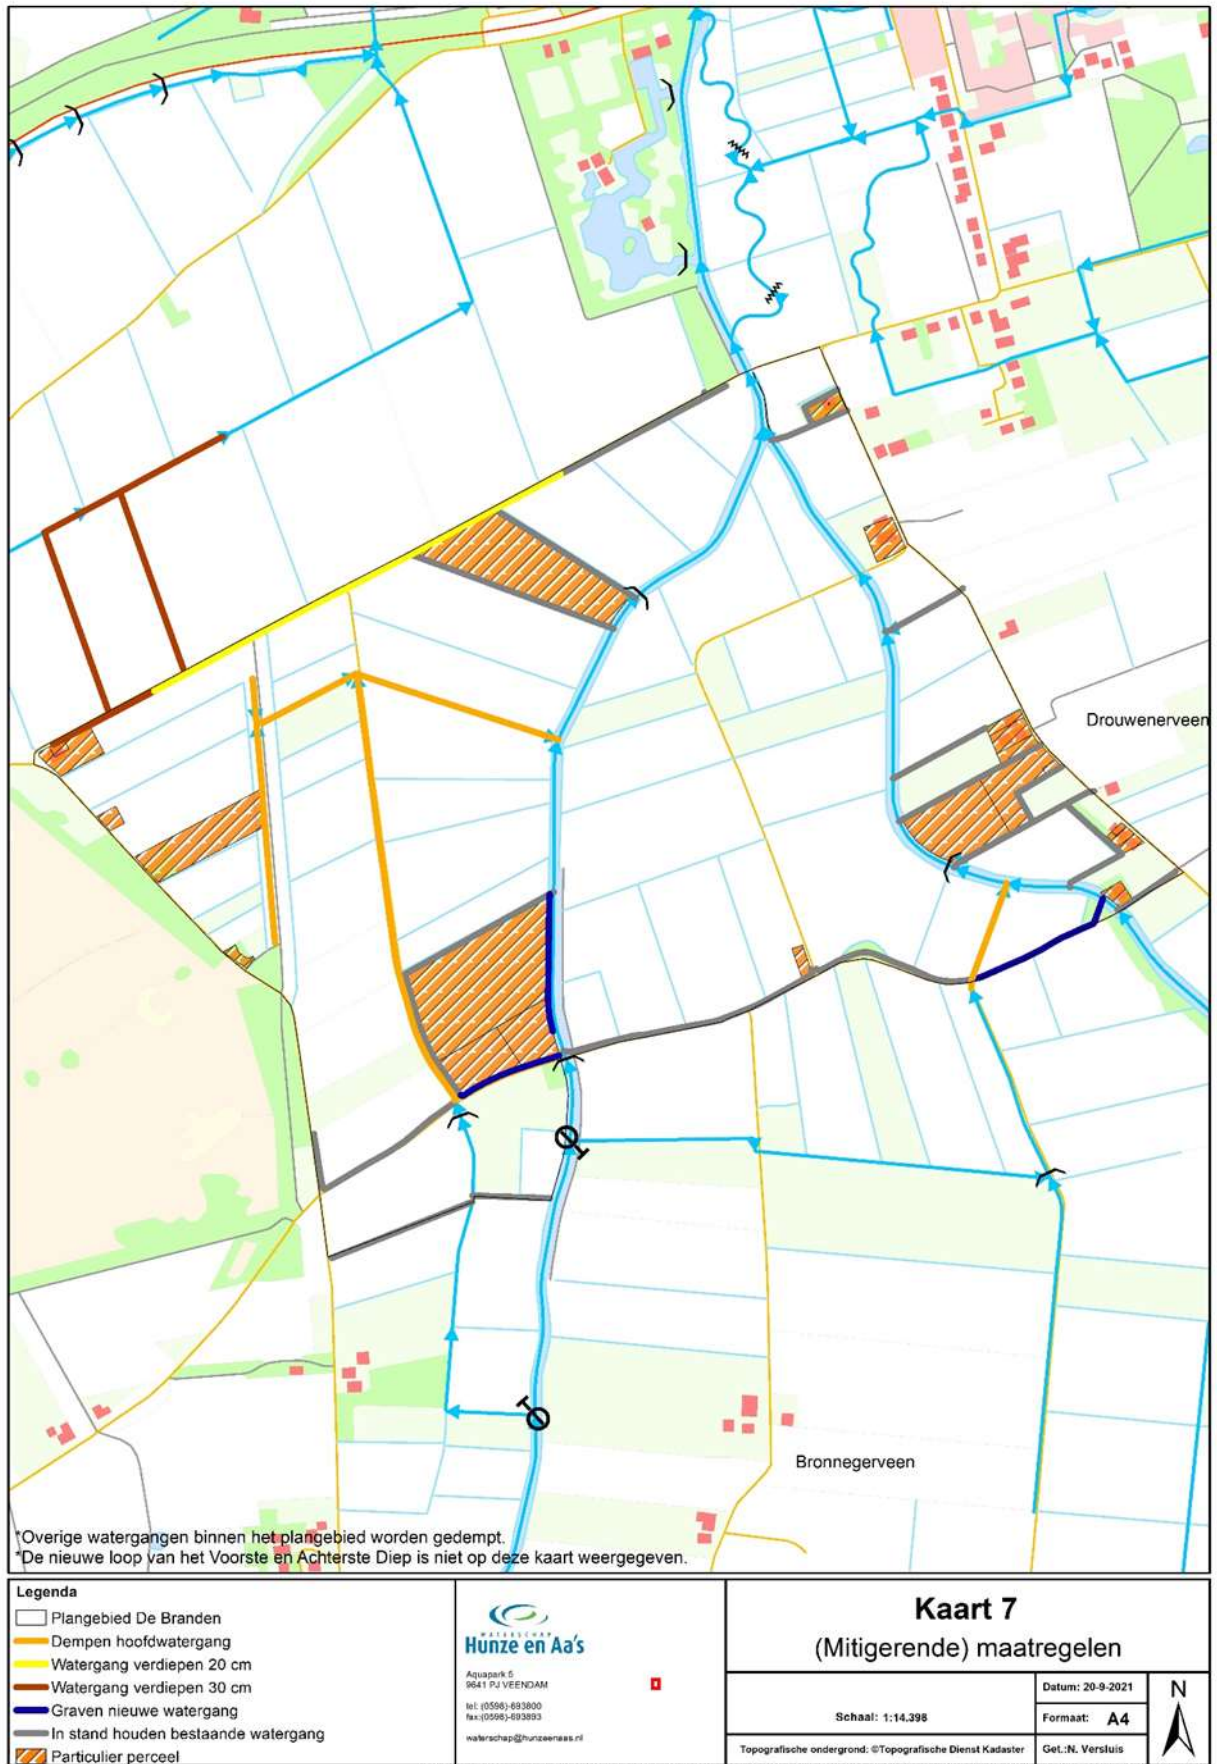 Drouwenerveen
Bronnegerveen
*Overige watergangen binnen het plangebied worden gedempt.
*De nieuwe loop van het Voorste en Achterste Diep is niet op deze kaart weergegeven.
Legenda
Plangebied De Branden
Dempen hoofdwatergang
Watergang verdiepen 20 cm
Watergang verdiepen 30 cm
Graven nieuwe watergang
In stand houden bestaande watergang
Particulier perceel
WATERSCHAP
Hunze en Aa's
Aquapark 5
9641 PJ VEENDAM
tel: (0598)-693800
fax:(0598)-693893
waterschap@hunzeenaas.nl
Kaart 7
(Mitigerende) maatregelen
Schaal: 1:14.398
Datum: 20-9-2021
Formaat: A4
N
Topografische ondergrond: ©Topografische Dienst Kadaster
Get.:N. Versluis